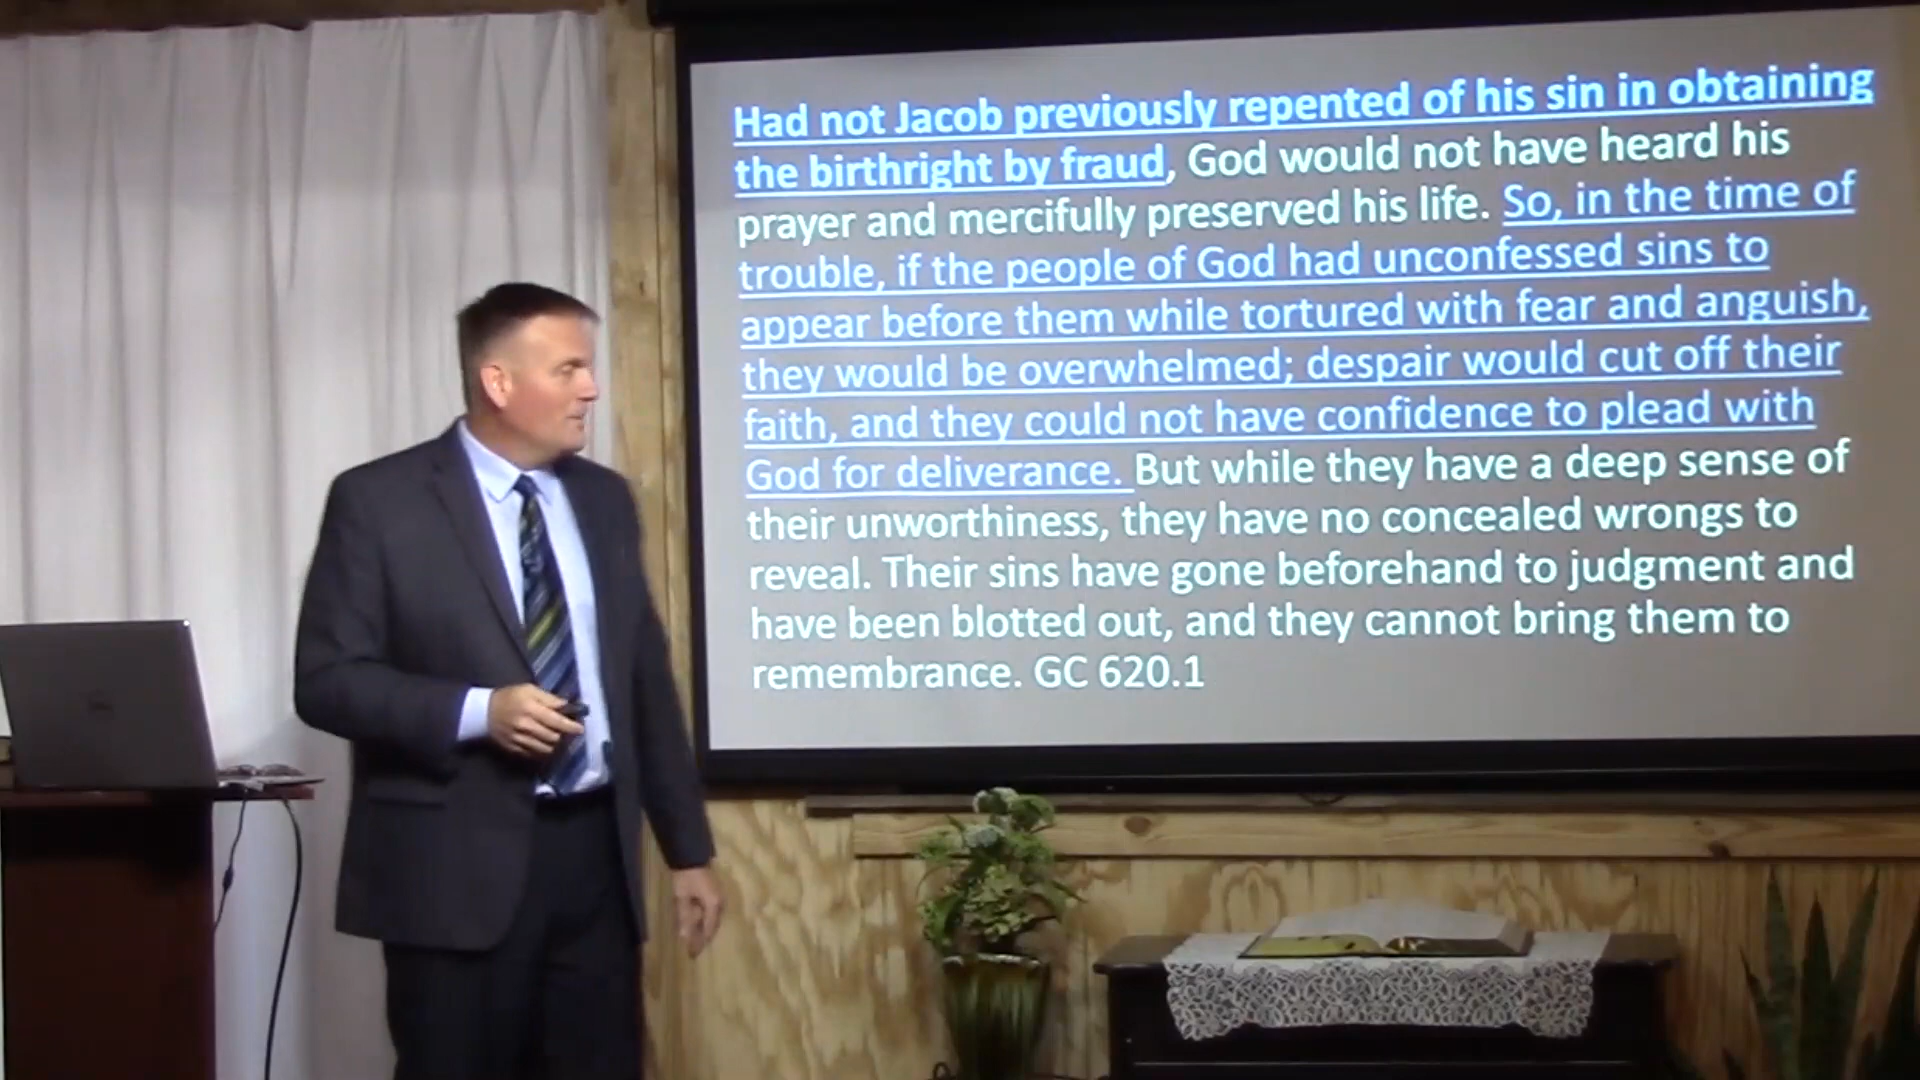 Had not Jacob previously repented of his sin in obtaining
the birthright by fraud, God would not have heard his
prayer and mercifully preserved his life. So, in the time of
trouble, if the people of God had unconfessed sins to
appear before them while tortured with fear and anguish,
they would be overwhelmed; despair would cut off their
faith, and they could not have confidence to plead with
God for deliverance. But while they have a deep sense of
their unworthiness, they have no concealed wrongs to
reveal. Their sins have gone beforehand to judgment and
have been blotted out, and they cannot bring them to
remembrance. GC 620.1